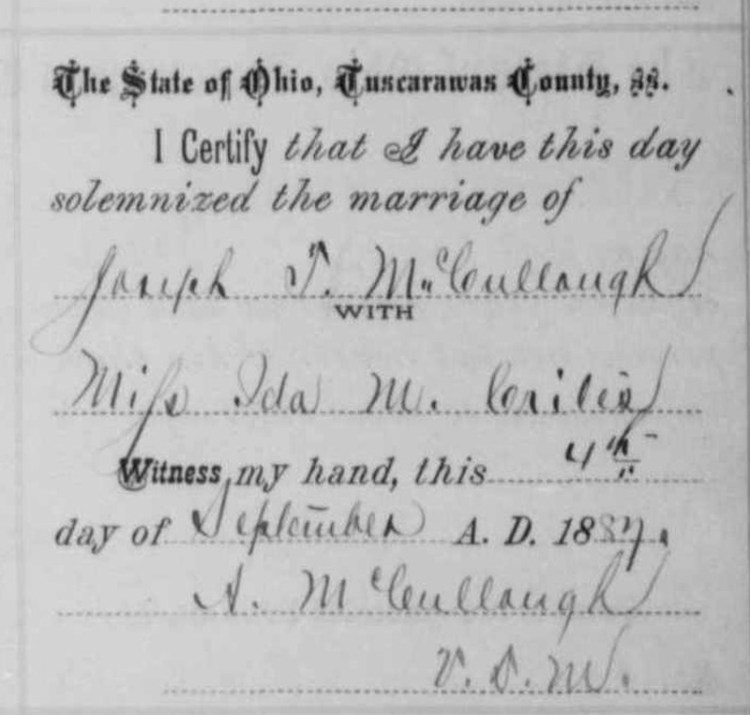 The State of Ohio, Tuscarawas County, ss.
I Certify that I have this day
solemnized the marriage of
Joseph T. McCullough
WITH
Miss Ida M.
Witness my hand, this 4th
day of September A. D. 1887.
A. McCullough
V. D. M.